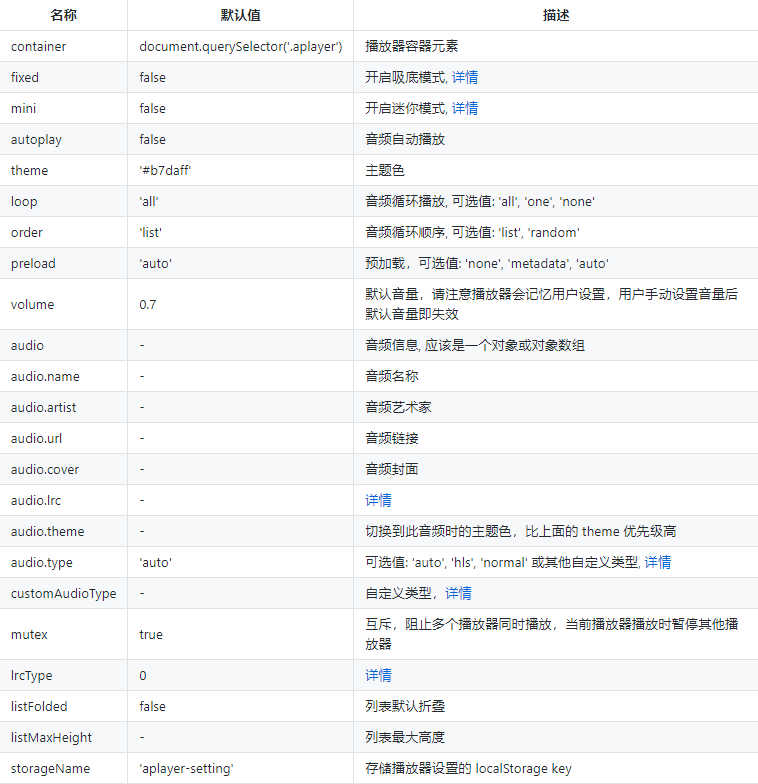 名称 默认值 描述
container document.querySelector('.aplayer') 播放器容器元素
fixed false 开启吸底模式, 详情
mini false 开启迷你模式, 详情
autoplay false 音频自动播放
theme '#b7daff' 主题色
loop 'all' 音频循环播放, 可选值: 'all', 'one', 'none'
order 'list' 音频循环顺序, 可选值: 'list', 'random'
preload 'auto' 预加载，可选值: 'none', 'metadata', 'auto'
volume 0.7 默认音量，请注意播放器会记忆用户设置，用户手动设置音量后
默认音量即失效
audio - 音频信息, 应该是一个对象或对象数组
audio.name - 音频名称
audio.artist - 音频艺术家
audio.url - 音频链接
audio.cover - 音频封面
audio.lrc - 详情
audio.theme - 切换到此音频时的主题色，比上面的 theme 优先级高
audio.type 'auto' 可选值: 'auto', 'hls', 'normal' 或其他自定义类型, 详情
customAudioType - 自定义类型，详情
mutex true 互斥，阻止多个播放器同时播放，当前播放器播放时暂停其他播
放器
lrcType 0 详情
listFolded false 列表默认折叠
listMaxHeight - 列表最大高度
storageName 'aplayer-setting' 存储播放器设置的 localStorage key